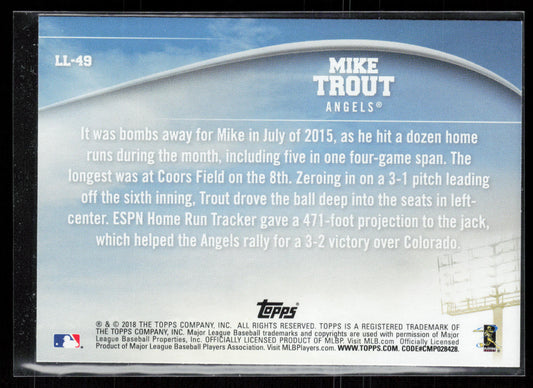 LL-49
MIKE
TROUT
ANGELS®
It was bombs away for Mike in July of 2015, as he hit a dozen home
runs during the month, including five in one four-game span. The
longest was at Coors Field on the 8th. Zeroing in on a 3-1 pitch leading
off the sixth inning, Trout drove the ball deep into the seats in left-
center. ESPN Home Run Tracker gave a 471-foot projection to the jack,
which helped the Angels rally for a 3-2 victory over Colorado.
TOPPS
® & © 2018 THE TOPPS COMPANY, INC. ALL RIGHTS RESERVED. TOPPS IS A REGISTERED TRADEMARK OF
THE TOPPS COMPANY, INC. Major League Baseball trademarks and copyrights are used with permission of Major
League Baseball Properties, Inc. OFFICIALLY LICENSED PRODUCT OF MLBP. Visit MLB.com. Officially Licensed
Product of Major League Baseball Players Association. Visit MLBPlayers.com. WWW.TOPPS.COM. CODE#CMP028428.